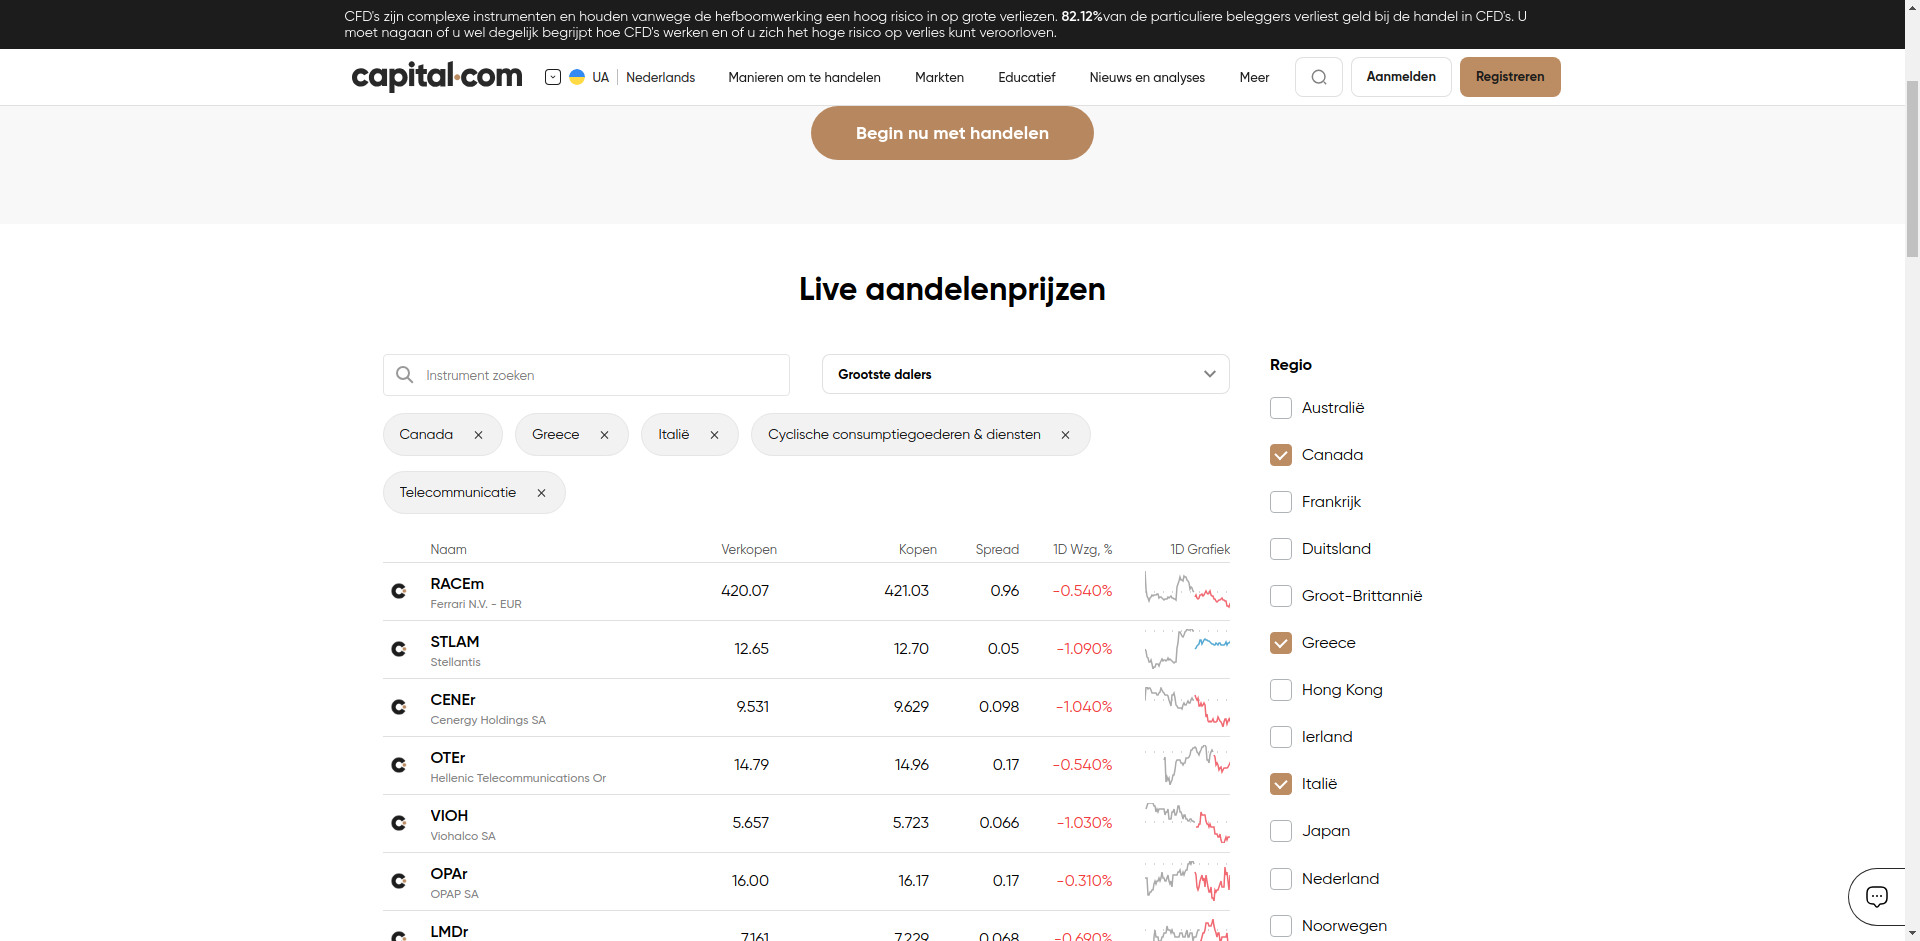 CFD's zijn complexe instrumenten en houden vanwege de hefboomwerking een hoog risico in op grote verliezen. 82.12%van de particuliere beleggers verliest geld bij de handel in CFD's. U
moet nagaan of u wel degelijk begrijpt hoe CFD's werken en of u zich het hoge risico op verlies kunt veroorloven.
capital.com UA Nederlands Manieren om te handelen Markten Educatief Nieuws en analyses Meer Aanmelden Registreren
Begin nu met handelen
Live aandelenprijzen
Instrument zoeken
Grootste dalers
Canada Greece Italië Cyclische consumptiegoederen & diensten
Telecommunicatie
Naam Verkopen Kopen Spread 1D Wzg, % 1D Grafiek
RACEm 420.07 421.03 0.96 -0.540%
Ferrari N.V. - EUR
STLAM 12.65 12.70 0.05 -1.090%
Stellantis
CENEr 9.531 9.629 0.098 -1.040%
Cenergy Holdings SA
OTEr 14.79 14.96 0.17 -0.540%
Hellenic Telecommunications Or
VIOH 5.657 5.723 0.066 -1.030%
Viohalco SA
OPAr 16.00 16.17 0.17 -0.310%
OPAP SA
LMDr 7.161 7.229 0.068 -0.690%
Regio
Australië
Canada
Frankrijk
Duitsland
Groot-Brittannië
Greece
Hong Kong
Ierland
Italië
Japan
Nederland
Noorwegen